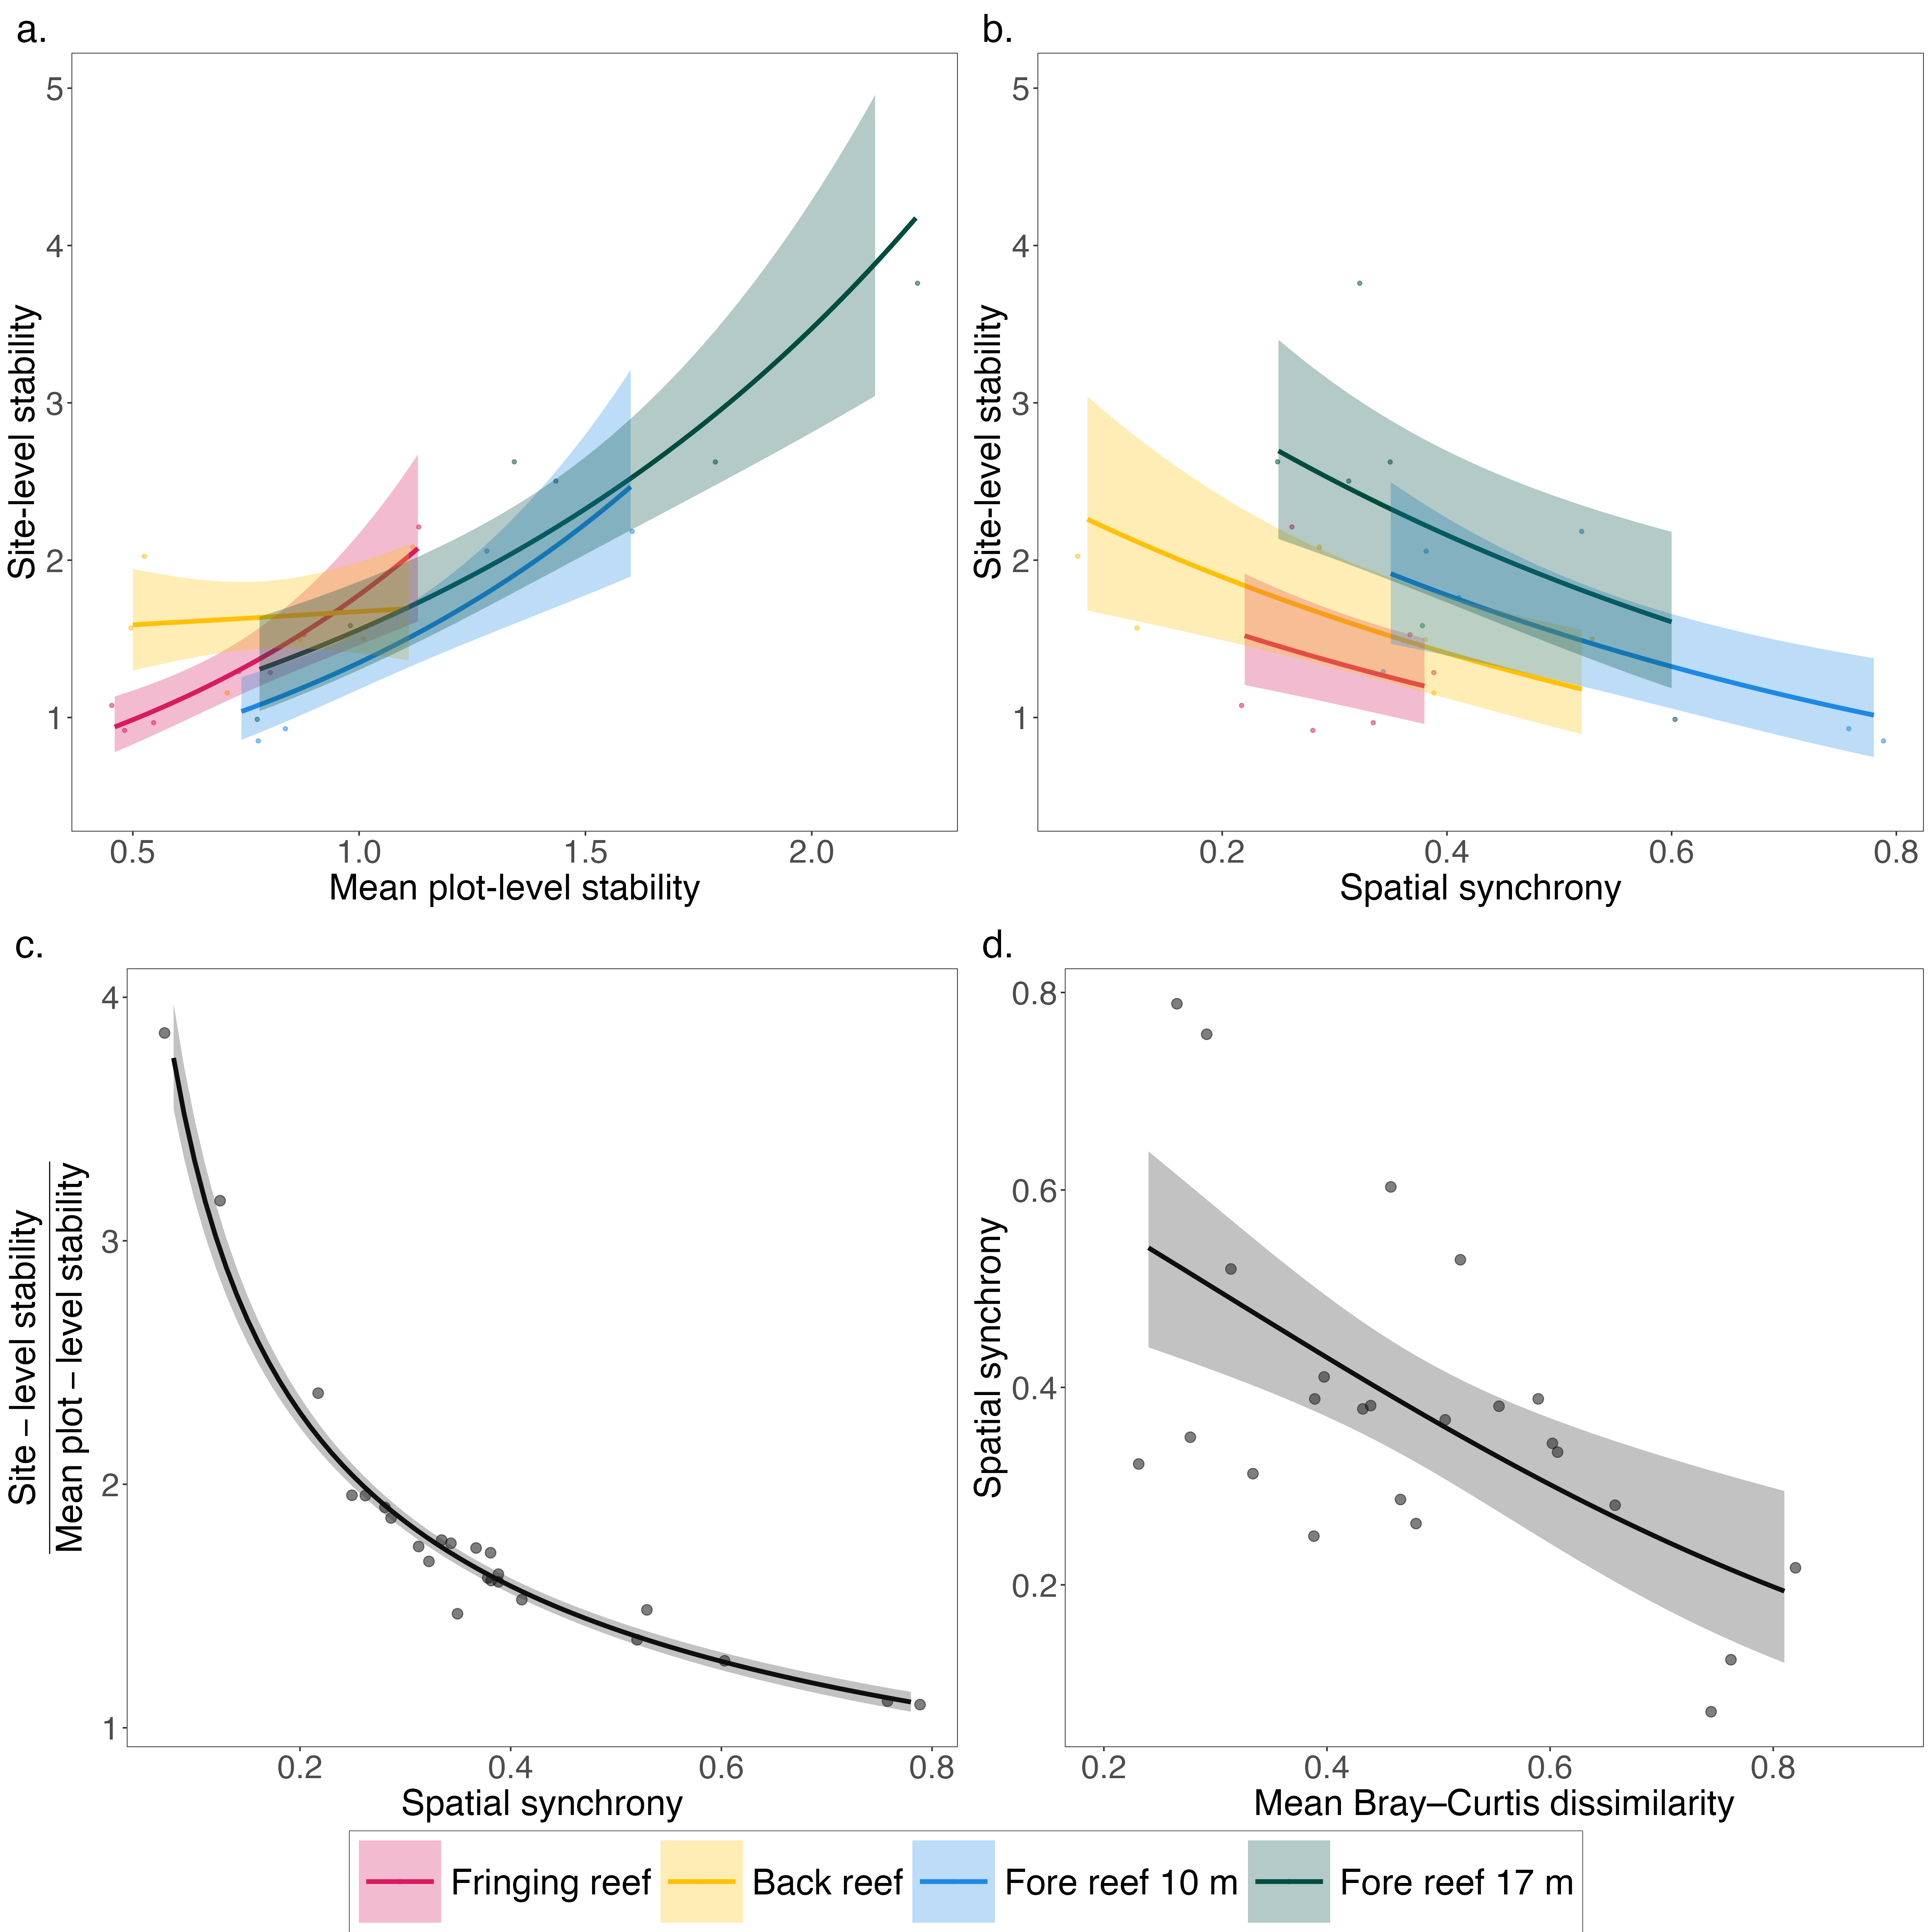 a.
5
4
3
2
1
Site-level stability
0.5 1.0 1.5 2.0
Mean plot-level stability
b.
5
4
3
2
1
Site-level stability
0.2 0.4 0.6 0.8
Spatial synchrony
c.
4
3
2
1
Site – level stability
Mean plot – level stability
0.2 0.4 0.6 0.8
Spatial synchrony
d.
0.8
0.6
0.4
0.2
Spatial synchrony
0.2 0.4 0.6 0.8
Mean Bray–Curtis dissimilarity
Fringing reef Back reef Fore reef 10 m Fore reef 17 m